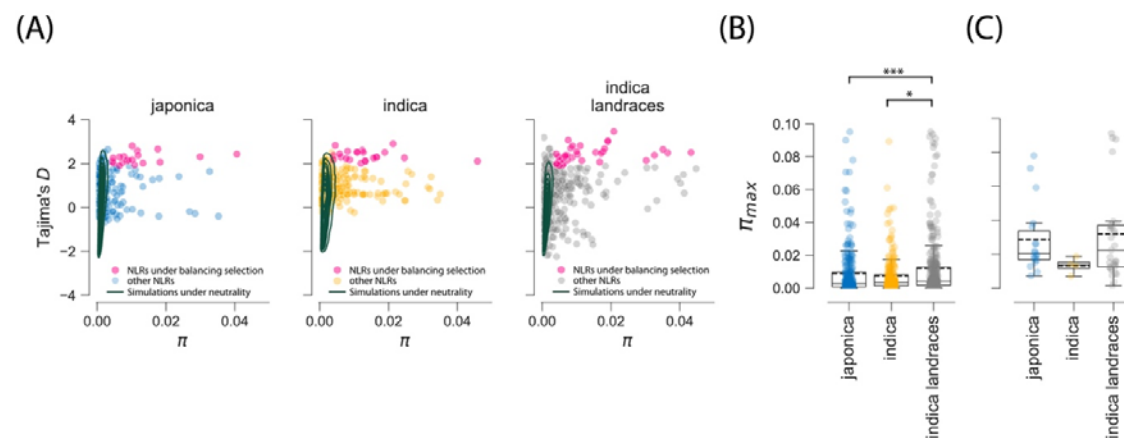 (A)
(B)
(C)
japonica
indica
indica
landraces
Tajima's D
4
2
0
−2
−4
NLRs under balancing selection
other NLRs
Simulations under neutrality
NLRs under balancing selection
other NLRs
Simulations under neutrality
NLRs under balancing selection
other NLRs
Simulations under neutrality
0.00
0.02
0.04
0.00
0.02
0.04
0.00
0.02
0.04
π
π
π
***
*
πmax
0.10
0.08
0.06
0.04
0.02
0.00
japonica
indica
indica landraces
japonica
indica
indica landraces